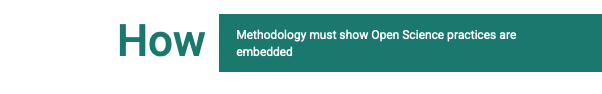 How
Methodology must show Open Science practices are
embedded